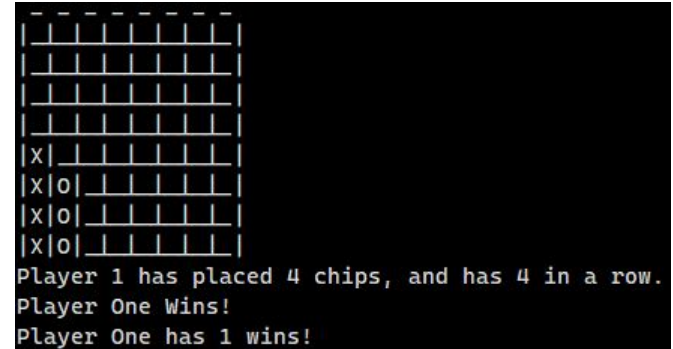 _ _ _ _ _ _ _ _
|_|_|_|_|_|_|_|_|
|_|_|_|_|_|_|_|_|
|_|_|_|_|_|_|_|_|
|_|_|_|_|_|_|_|_|
|X|_|_|_|_|_|_|_|
|X|O|_|_|_|_|_|_|
|X|O|_|_|_|_|_|_|
|X|O|_|_|_|_|_|_|
Player 1 has placed 4 chips, and has 4 in a row.
Player One Wins!
Player One has 1 wins!